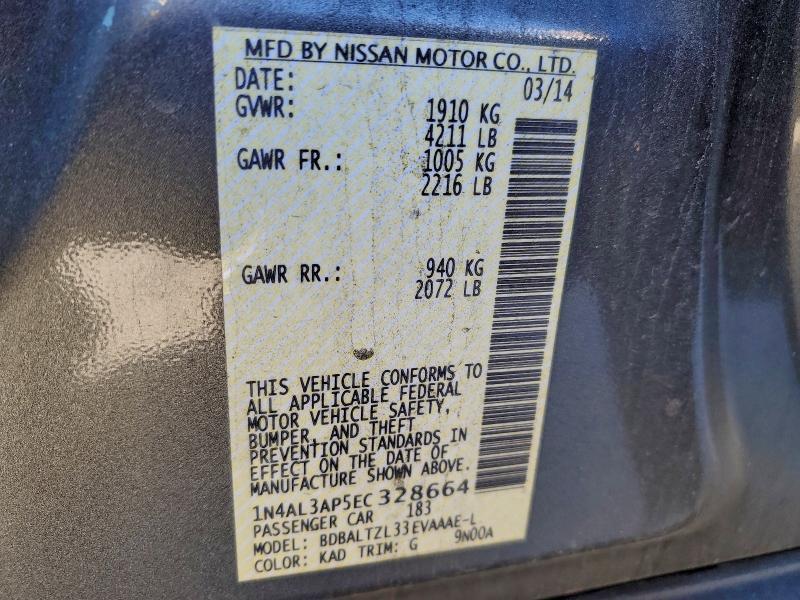 MFD BY NISSAN MOTOR CO., LTD.
DATE: 03/14
GVWR: 1910 KG
4211 LB
GAWR FR.: 1005 KG
2216 LB
GAWR RR.: 940 KG
2072 LB
THIS VEHICLE CONFORMS TO
ALL APPLICABLE FEDERAL
MOTOR VEHICLE SAFETY,
BUMPER, AND THEFT
PREVENTION STANDARDS IN
EFFECT ON THE DATE OF
MANUFACTURE SHOWN ABOVE.
1N4AL3AP5EC 328664
PASSENGER CAR 183
MODEL: BDBALTZL33EVAAAE-L
COLOR: KAD TRIM: G 9N00A